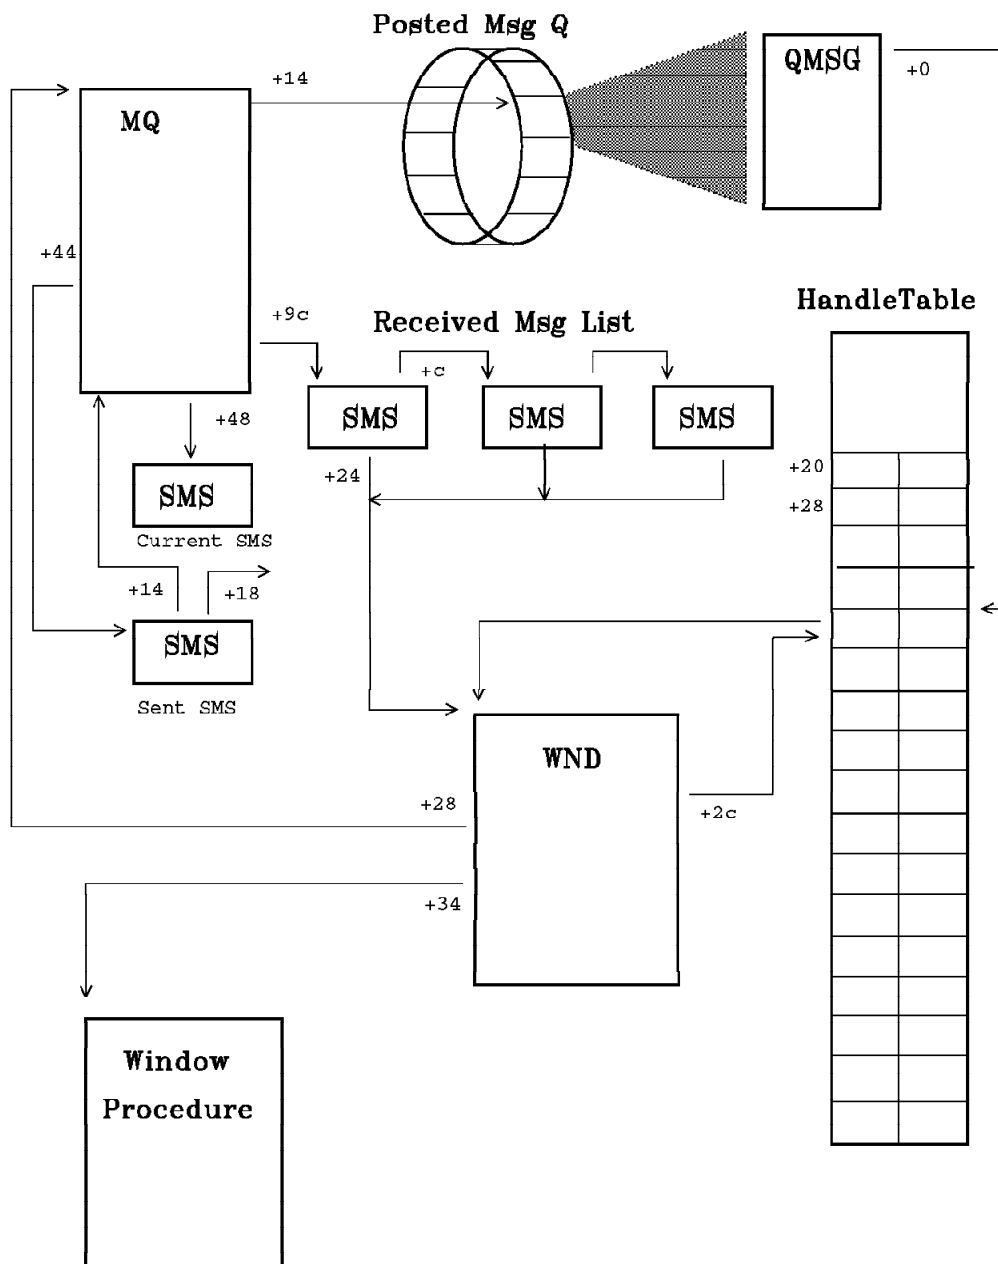 Posted Msg Q
QMSG
+0
+14
MQ
+44
HandleTable
+9c
Received Msg List
+c
SMS
SMS
SMS
+48
+24
+20
SMS
+28
Current SMS
+14
+18
SMS
Sent SMS
WND
+28
+2c
+34
Window
Procedure